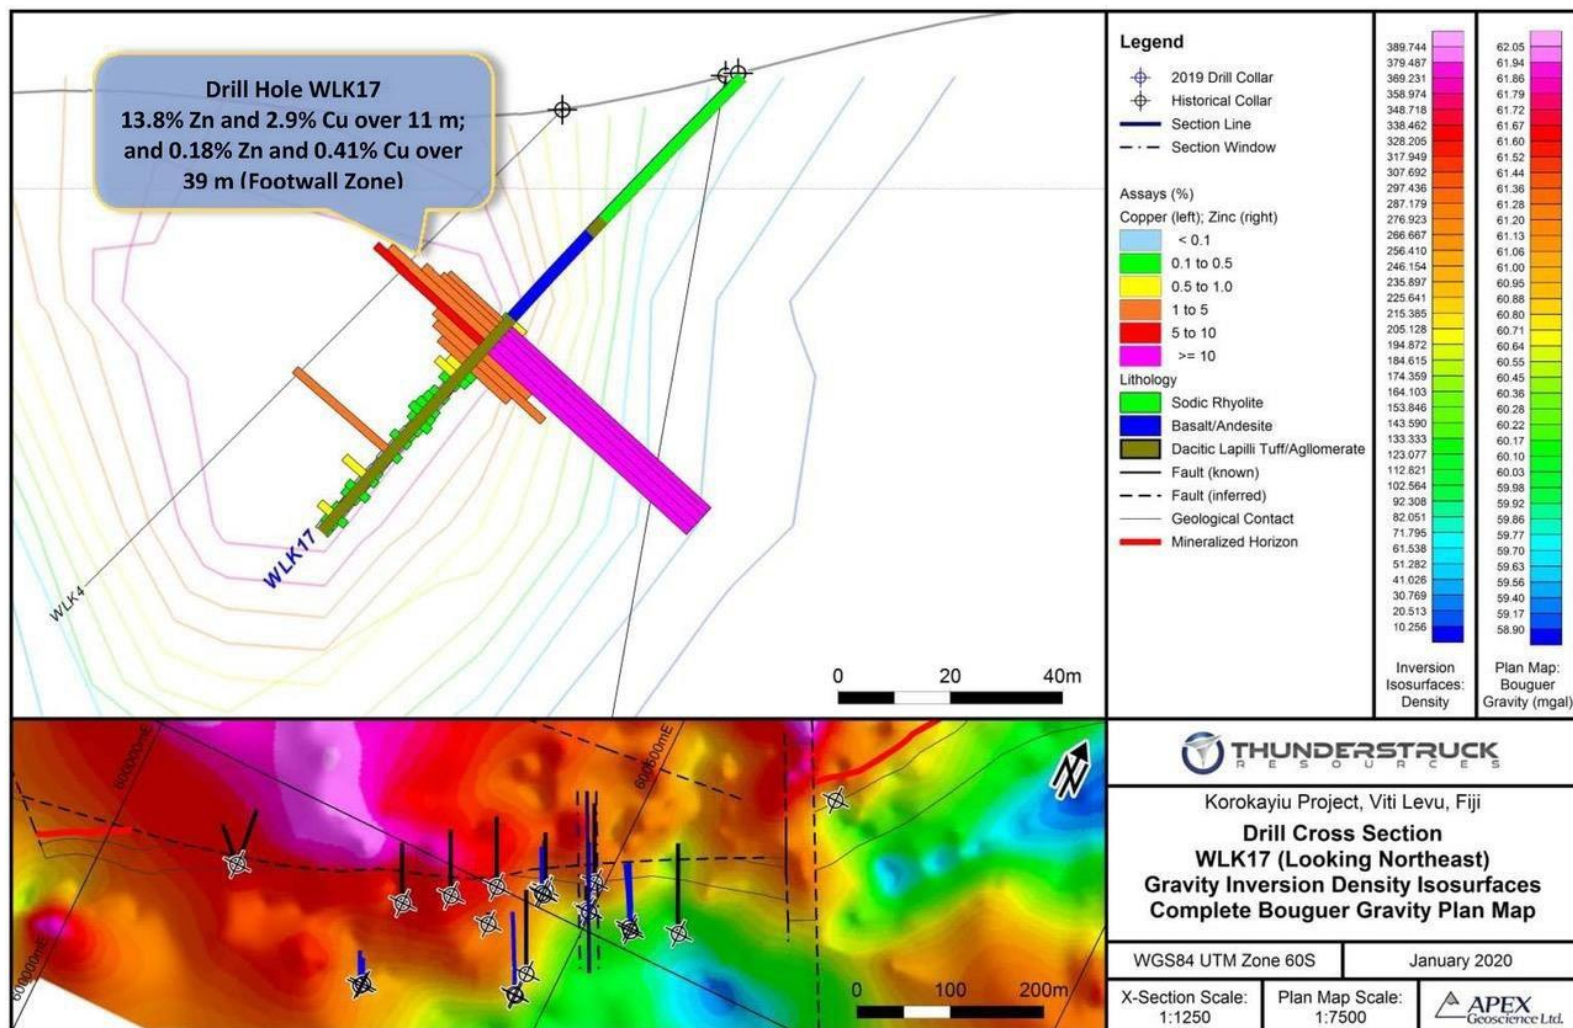 Drill Hole WLK17
13.8% Zn and 2.9% Cu over 11 m;
and 0.18% Zn and 0.41% Cu over
39 m (Footwall Zone)
WLK17
WLK4
0 20 40m
Legend
2019 Drill Collar
Historical Collar
Section Line
Section Window
Assays (%)
Copper (left); Zinc (right)
< 0.1
0.1 to 0.5
0.5 to 1.0
1 to 5
5 to 10
>= 10
Lithology
Sodic Rhyolite
Basalt/Andesite
Dacitic Lapilli Tuff/Agllomerate
Fault (known)
Fault (inferred)
Geological Contact
Mineralized Horizon
389.744
379.487
369.231
358.974
348.718
338.462
328.205
317.949
307.692
297.436
287.179
276.923
266.667
256.410
246.154
235.897
225.641
215.385
205.128
194.872
184.615
174.359
164.103
153.846
143.590
133.333
123.077
112.821
102.564
92.308
82.051
71.795
61.538
51.282
41.026
30.769
20.513
10.256
Inversion
Isosurfaces:
Density
62.05
61.94
61.86
61.79
61.72
61.67
61.60
61.52
61.44
61.36
61.28
61.20
61.13
61.06
61.00
60.95
60.88
60.80
60.71
60.64
60.55
60.45
60.36
60.28
60.22
60.17
60.10
60.03
59.98
59.92
59.86
59.77
59.70
59.63
59.56
59.40
59.17
58.90
Plan Map:
Bouguer
Gravity (mgal)
600000mE
600500mE
600000mE
N
0 100 200m
THUNDERSTRUCK
RESOURCES
Korokayiu Project, Viti Levu, Fiji
Drill Cross Section
WLK17 (Looking Northeast)
Gravity Inversion Density Isosurfaces
Complete Bouguer Gravity Plan Map
WGS84 UTM Zone 60S
January 2020
X-Section Scale:
1:1250
Plan Map Scale:
1:7500
APEX
Geoscience Ltd.